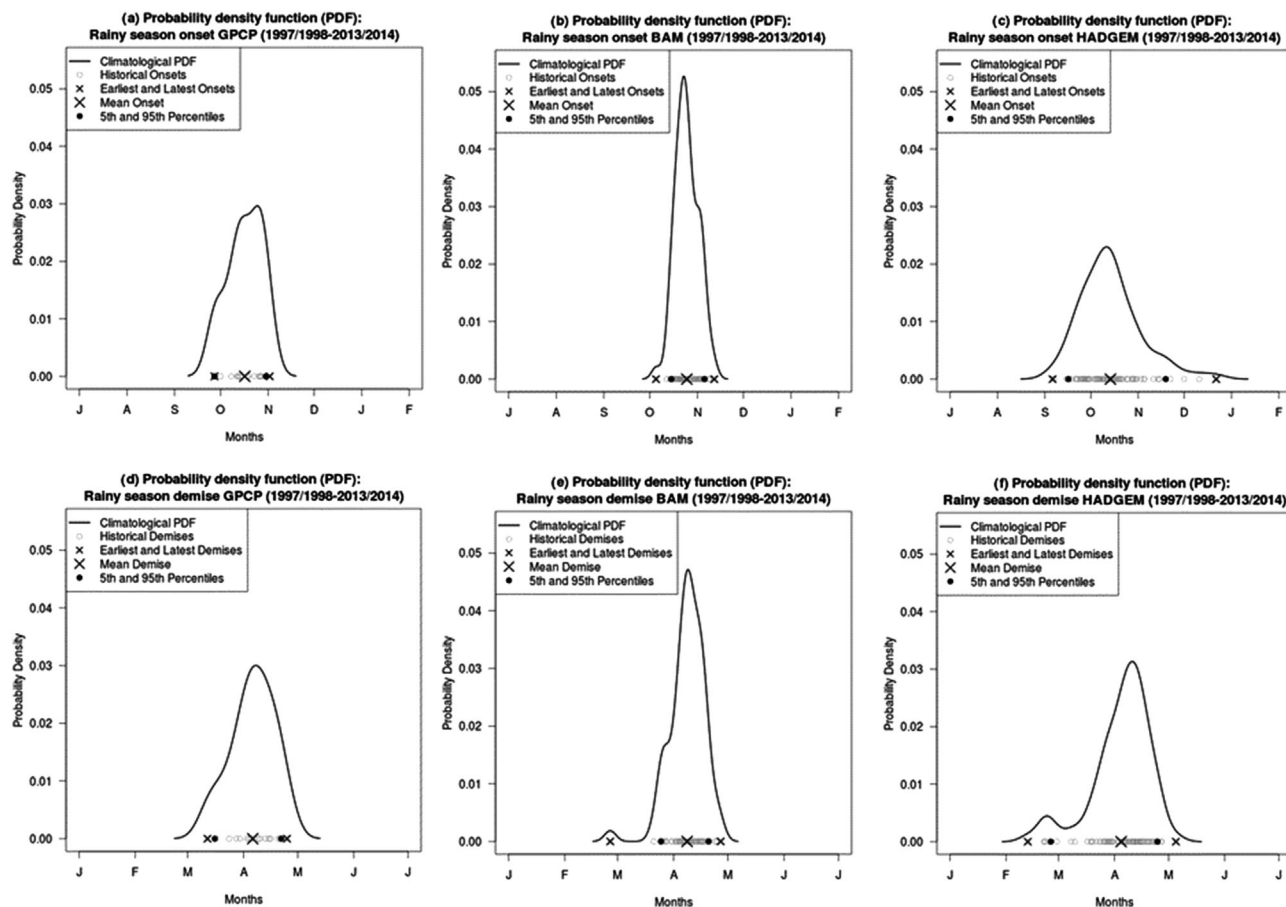 (a) Probability density function (PDF):
Rainy season onset GPCP (1997/1998-2013/2014)
Climatological PDF
Historical Onsets
Earliest and Latest Onsets
Mean Onset
5th and 95th Percentiles
Probability Density
0.05
0.04
0.03
0.02
0.01
0.00
J A S O N D J F
Months
(b) Probability density function (PDF):
Rainy season onset BAM (1997/1998-2013/2014)
Climatological PDF
Historical Onsets
Earliest and Latest Onsets
Mean Onset
5th and 95th Percentiles
Probability Density
0.05
0.04
0.03
0.02
0.01
0.00
J A S O N D J F
Months
(c) Probability density function (PDF):
Rainy season onset HADGEM (1997/1998-2013/2014)
Climatological PDF
Historical Onsets
Earliest and Latest Onsets
Mean Onset
5th and 95th Percentiles
Probability Density
0.05
0.04
0.03
0.02
0.01
0.00
J A S O N D J F
Months
(d) Probability density function (PDF):
Rainy season demise GPCP (1997/1998-2013/2014)
Climatological PDF
Historical Demises
Earliest and Latest Demises
Mean Demise
5th and 95th Percentiles
Probability Density
0.05
0.04
0.03
0.02
0.01
0.00
J F M A M J J
Months
(e) Probability density function (PDF):
Rainy season demise BAM (1997/1998-2013/2014)
Climatological PDF
Historical Demises
Earliest and Latest Demises
Mean Demise
5th and 95th Percentiles
Probability Density
0.05
0.04
0.03
0.02
0.01
0.00
J F M A M J J
Months
(f) Probability density function (PDF):
Rainy season demise HADGEM (1997/1998-2013/2014)
Climatological PDF
Historical Demises
Earliest and Latest Demises
Mean Demise
5th and 95th Percentiles
Probability Density
0.05
0.04
0.03
0.02
0.01
0.00
J F M A M J J
Months